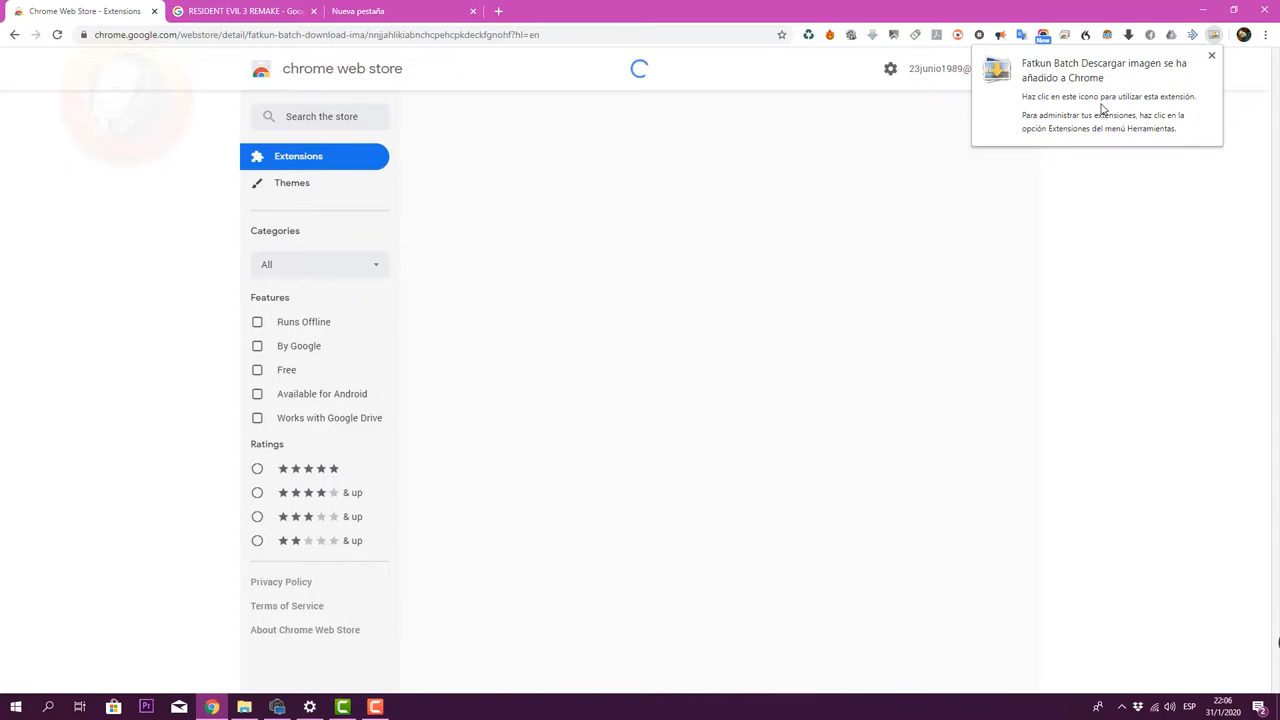 Chrome Web Store - Extensions
RESIDENT EVIL 3 REMAKE - Goo
Nueva pestaña
chrome.google.com/webstore/detail/fatkun-batch-download-ima/nnjjahlikiabnchcpehcpkdeckfgnohf?hl=en
New
chrome web store
23junio1989@
Fatkun Batch Descargar imagen se ha
añadido a Chrome
Haz clic en este icono para utilizar esta extensión.
Para administrar tus extensiones, haz clic en la
opción Extensiones del menú Herramientas.
Search the store
Extensions
Themes
Categories
All
Features
Runs Offline
By Google
Free
Available for Android
Works with Google Drive
Ratings
& up
& up
& up
Privacy Policy
Terms of Service
About Chrome Web Store
ESP
22:06
31/1/2020
2